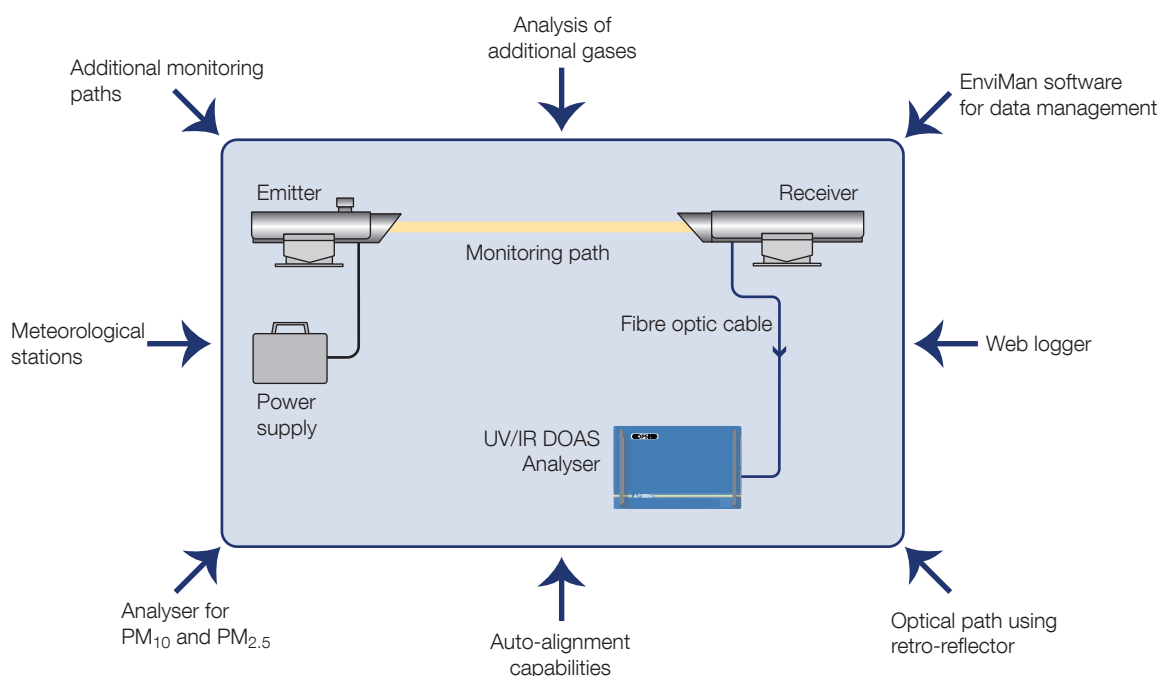 Analysis of
additional gases
Additional monitoring
paths
EnviMan software
for data management
Emitter
Receiver
Monitoring path
Meteorological
stations
Fibre optic cable
Web logger
Power
supply
UV/IR DOAS
Analyser
Analyser for
PM10 and PM2.5
Auto-alignment
capabilities
Optical path using
retro-reflector